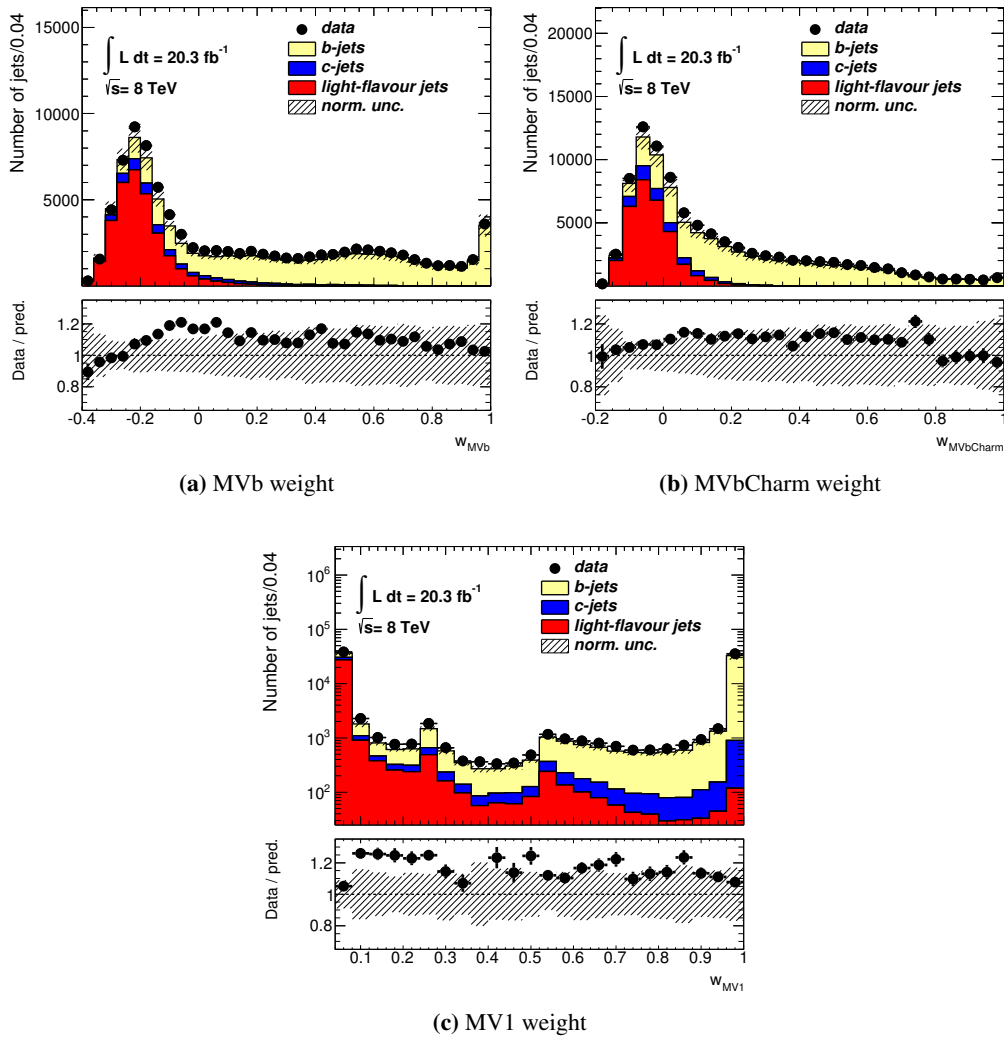 Number of jets/0.04
16000
10000
5000
∫ L dt = 20.3 fb⁻¹
√s= 8 TeV
data
b-jets
c-jets
light-flavour jets
norm. unc.
Data / pred.
1.2
1
0.8
-0.4 -0.2 0 0.2 0.4 0.6 0.8 1
w_MVb
(a) MVb weight
Number of jets/0.04
20000
15000
10000
5000
∫ L dt = 20.3 fb⁻¹
√s= 8 TeV
data
b-jets
c-jets
light-flavour jets
norm. unc.
Data / pred.
1.2
1
0.8
-0.2 0 0.2 0.4 0.6 0.8 1
w_MVbCharm
(b) MVbCharm weight
Number of jets/0.04
10⁶
10⁵
10⁴
10³
10²
∫ L dt = 20.3 fb⁻¹
√s= 8 TeV
data
b-jets
c-jets
light-flavour jets
norm. unc.
Data / pred.
1.2
1
0.8
0.1 0.2 0.3 0.4 0.5 0.6 0.7 0.8 0.9 1
w_MV1
(c) MV1 weight